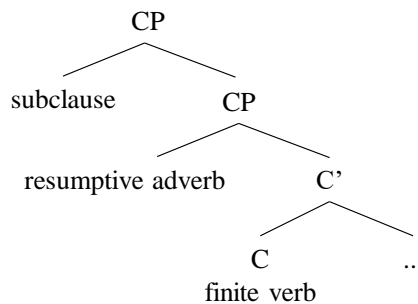 CP
subclause CP
resumptive adverb C’
C ..
finite verb